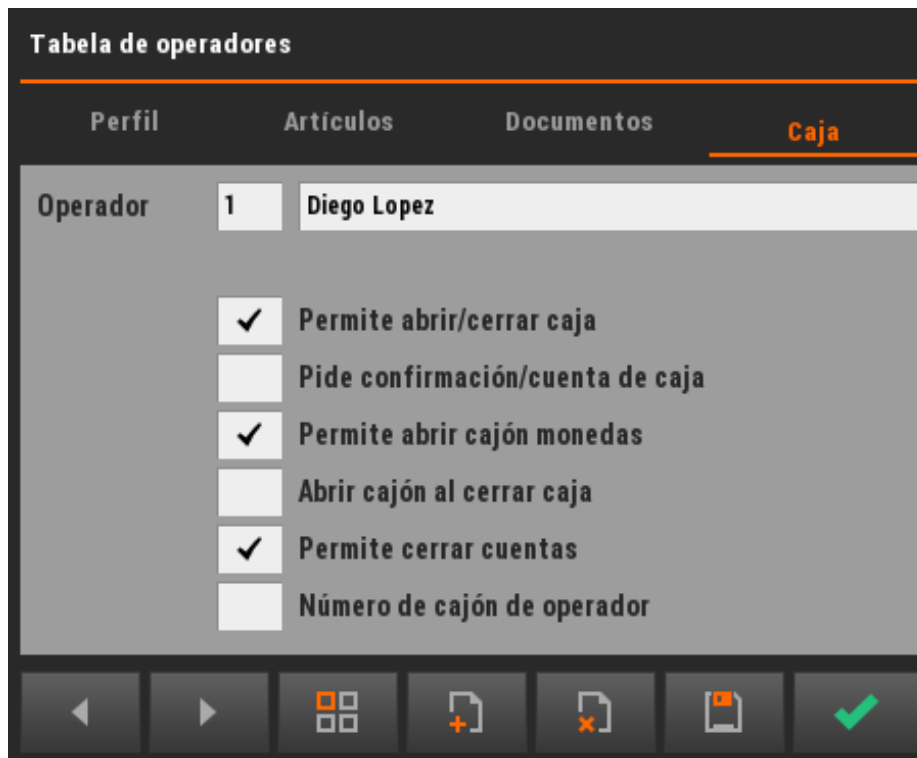 Tabela de operadores
Perfil Artículos Documentos Caja
Operador 1 Diego Lopez
Permite abrir/cerrar caja
Pide confirmación/cuenta de caja
Permite abrir cajón monedas
Abrir cajón al cerrar caja
Permite cerrar cuentas
Número de cajón de operador